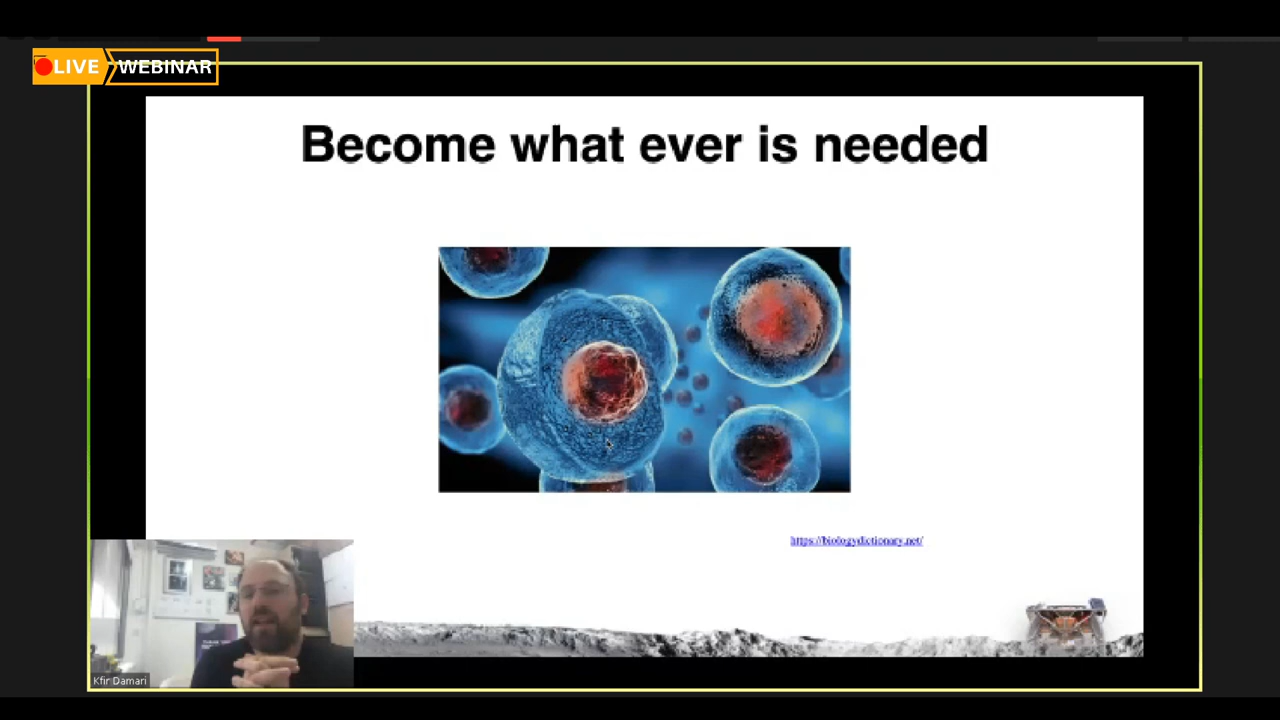 LIVE WEBINAR
Become what ever is needed
https://biologydictionary.net/
Kfir Damari